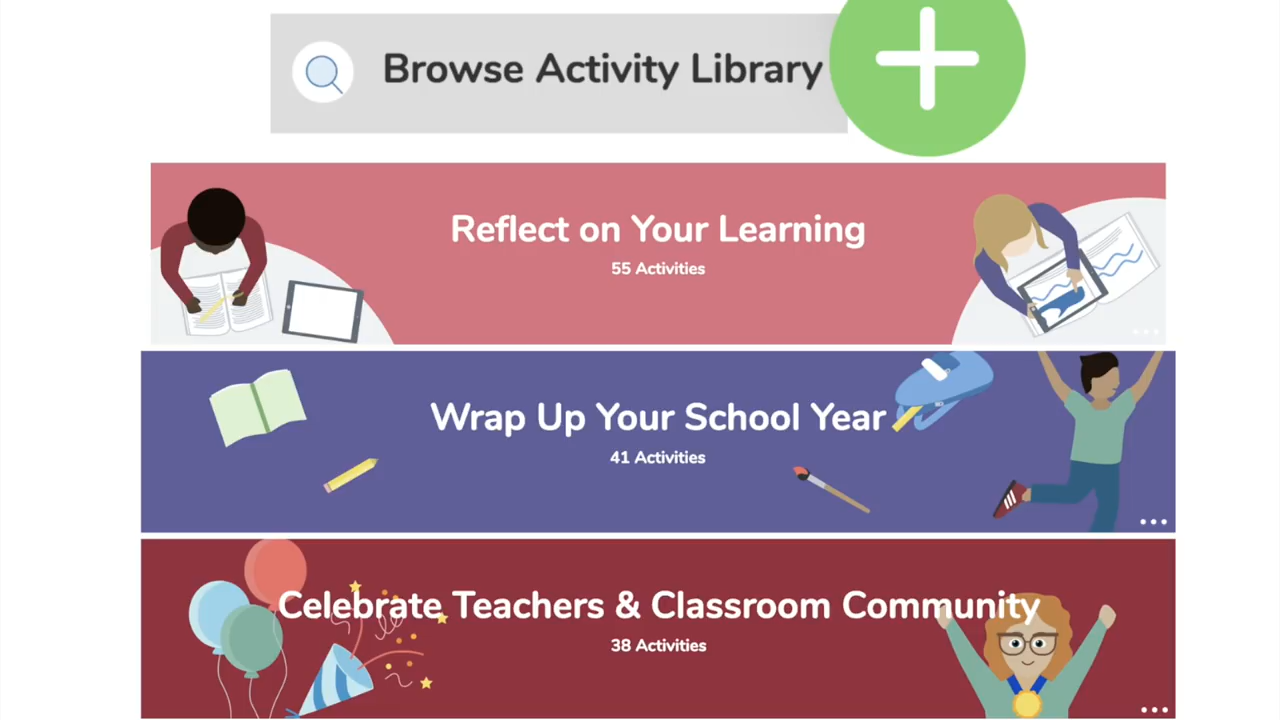 Browse Activity Library
Reflect on Your Learning
55 Activities
Wrap Up Your School Year
41 Activities
Celebrate Teachers & Classroom Community
38 Activities